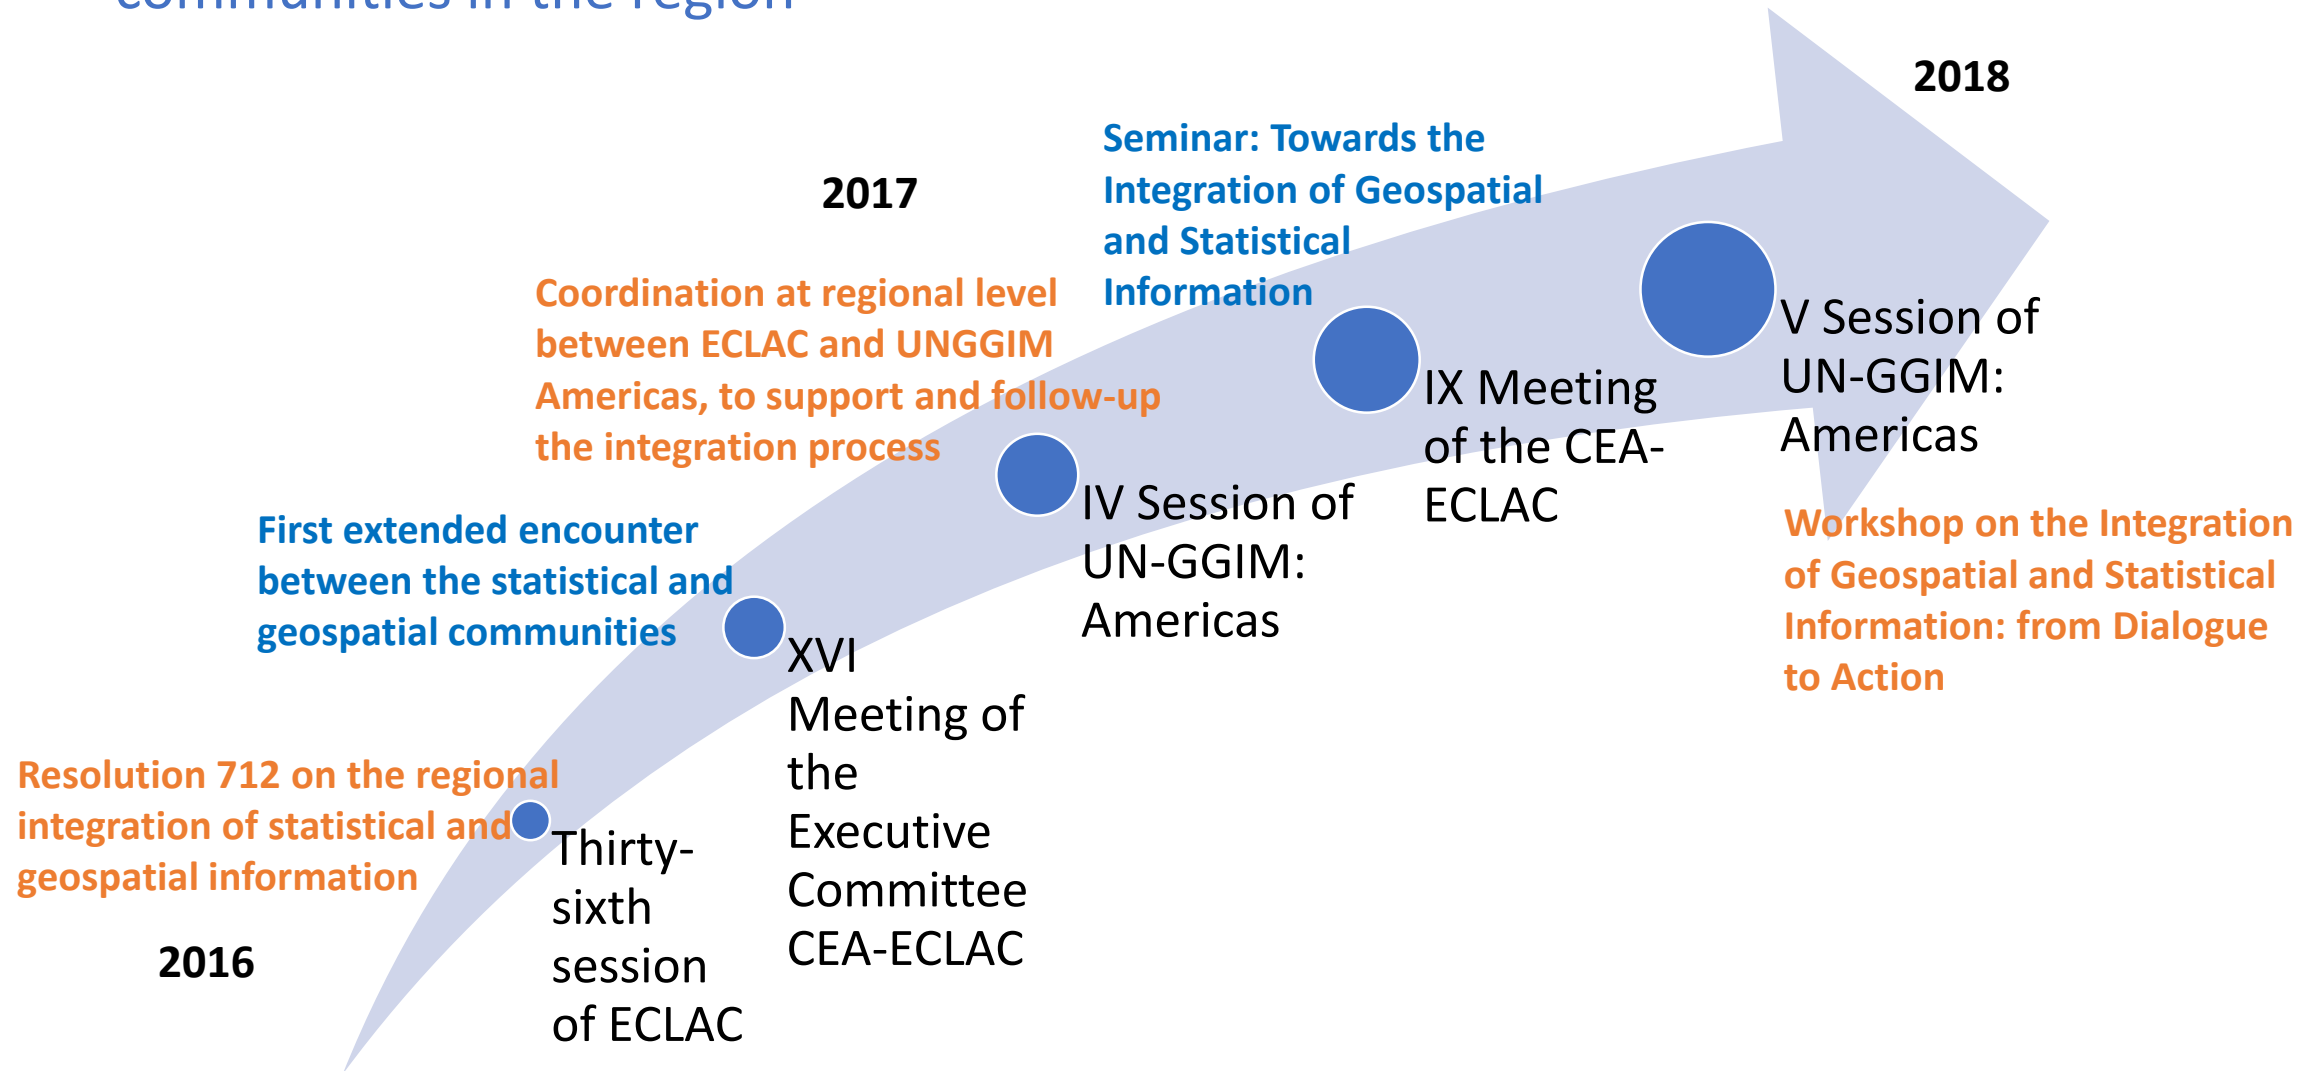 communities in the region
2018
Seminar: Towards the
Integration of Geospatial
and Statistical
Information
2017
Coordination at regional level
between ECLAC and UNGGIM
Americas, to support and follow-up
the integration process
V Session of
UN-GGIM:
Americas
IX Meeting
of the CEA-
ECLAC
IV Session of
UN-GGIM:
Americas
First extended encounter
between the statistical and
geospatial communities
Workshop on the Integration
of Geospatial and Statistical
Information: from Dialogue
to Action
XVI
Meeting of
the
Executive
Committee
CEA-ECLAC
Resolution 712 on the regional
integration of statistical and
geospatial information
Thirty-
sixth
session
of ECLAC
2016